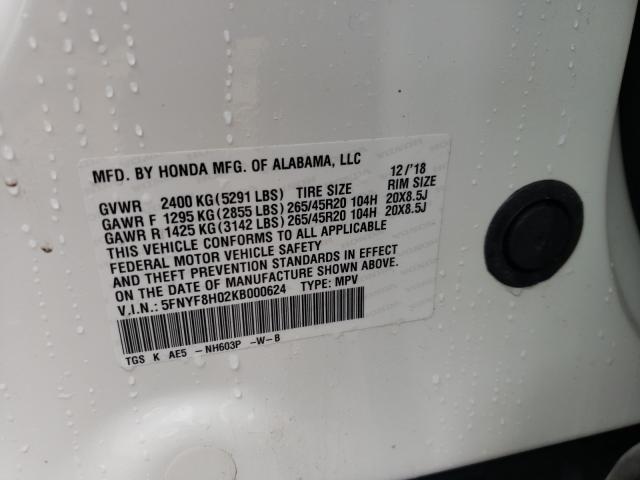 MFD. BY HONDA MFG. OF ALABAMA, LLC 12/'18
GVWR 2400 KG(5291 LBS) TIRE SIZE RIM SIZE
GAWR F 1295 KG(2855 LBS)265/45R20 104H 20X8.5J
GAWR R 1425 KG(3142 LBS)265/45R20 104H 20X8.5J
THIS VEHICLE CONFORMS TO ALL APPLICABLE
FEDERAL MOTOR VEHICLE SAFETY
AND THEFT PREVENTION STANDARDS IN EFFECT
ON THE DATE OF MANUFACTURE SHOWN ABOVE.
V.I.N.: 5FNYF8H02KB000624 TYPE: MPV
TGS K AE5 -NH603P -W-B